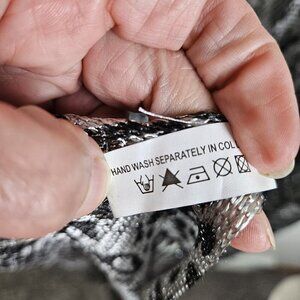 HAND WASH SEPARATELY IN COL